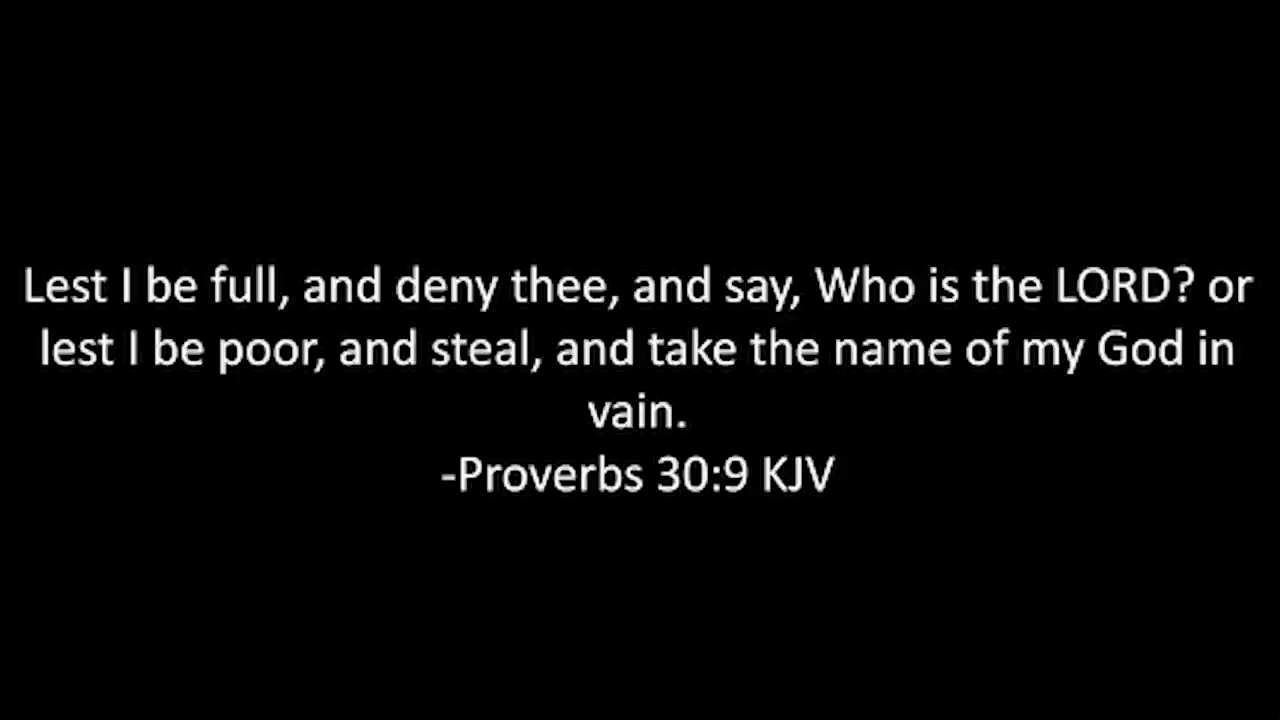 Lest I be full, and deny thee, and say, Who is the LORD? or
lest I be poor, and steal, and take the name of my God in
vain.
-Proverbs 30:9 KJV